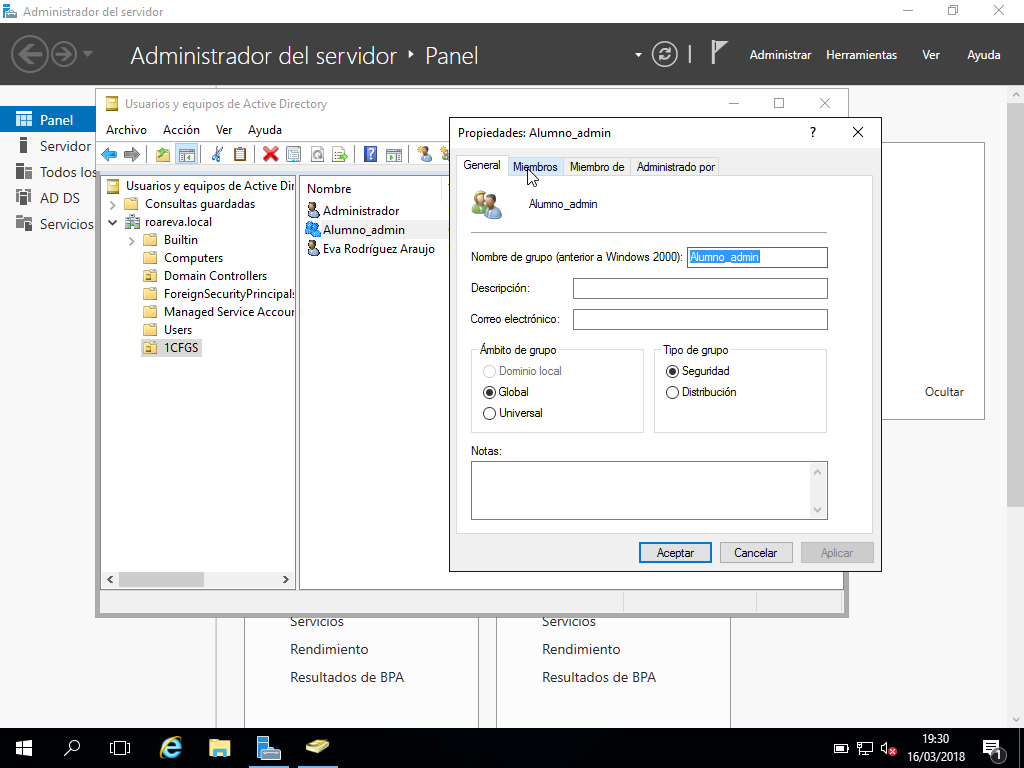 Administrador del servidor
Administrador del servidor ‣ Panel
Administrar Herramientas Ver Ayuda
Panel
Servidor
Todos los
AD DS
Servicios
Usuarios y equipos de Active Directory
Archivo Acción Ver Ayuda
Usuarios y equipos de Active Dir
Consultas guardadas
roareva.local
Builtin
Computers
Domain Controllers
ForeignSecurityPrincipals
Managed Service Accour
Users
1CFGS
Nombre
Administrador
Alumno_admin
Eva Rodríguez Araujo
Propiedades: Alumno_admin ?
General Miembros Miembro de Administrado por
Alumno_admin
Nombre de grupo (anterior a Windows 2000): Alumno_admin
Descripción:
Correo electrónico:
Ámbito de grupo
Dominio local
Global
Universal
Tipo de grupo
Seguridad
Distribución
Notas:
Aceptar Cancelar Aplicar
Ocultar
Servicios
Rendimiento
Resultados de BPA
Servicios
Rendimiento
Resultados de BPA
19:30
16/03/2018
1